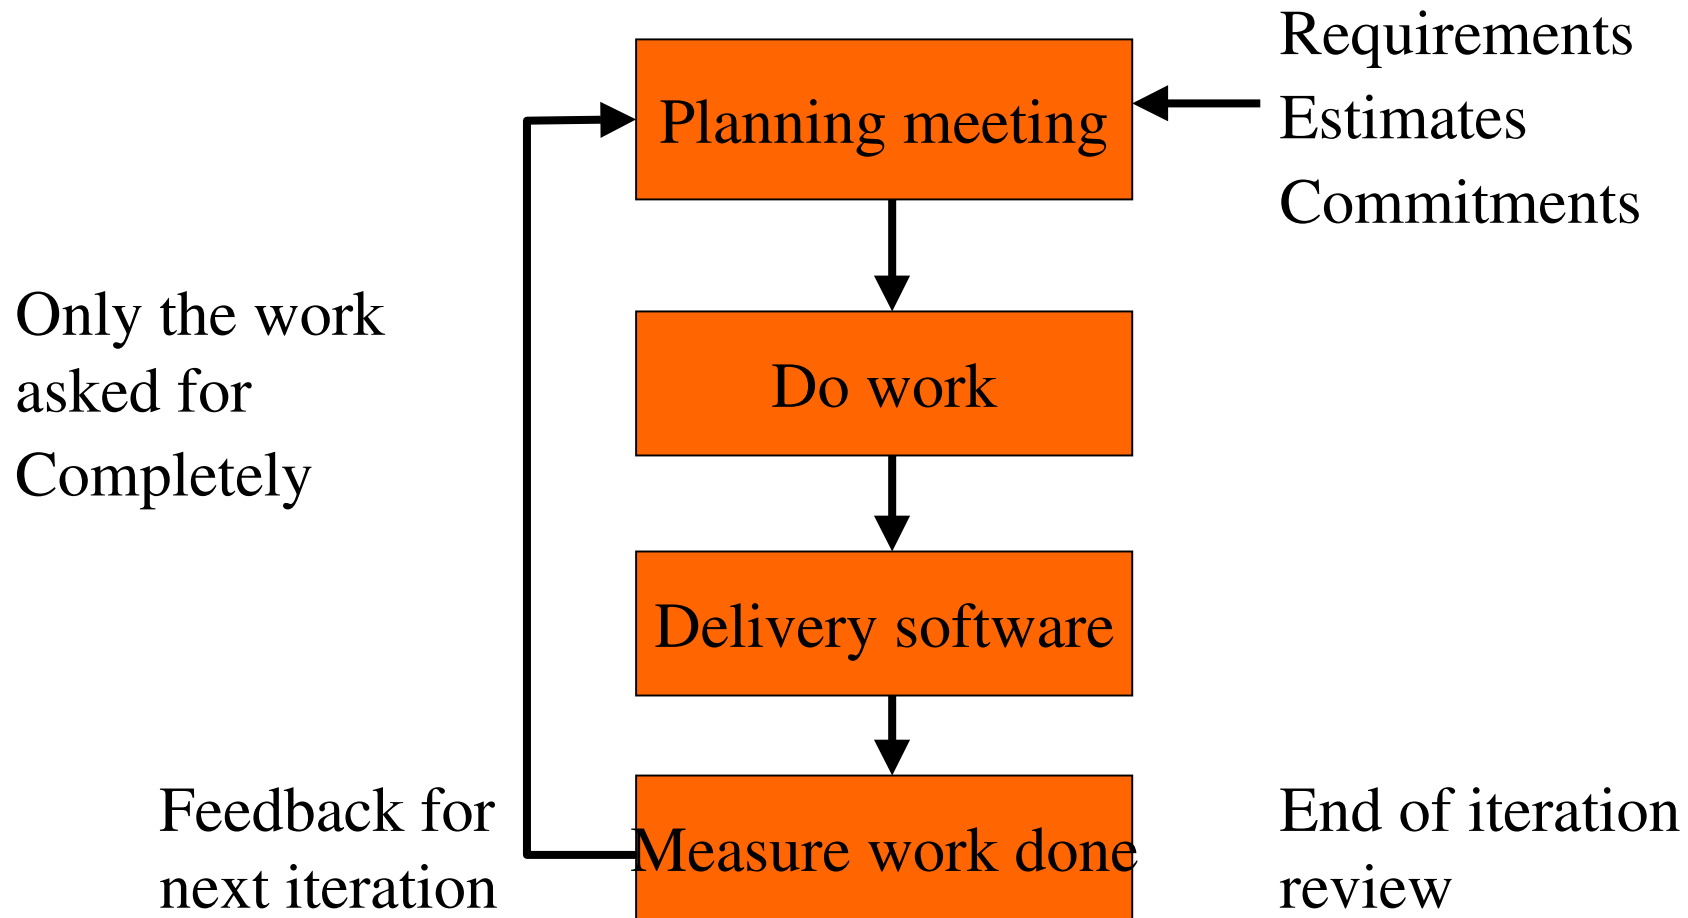 Requirements
Planning meeting
Estimates
Commitments
Only the work
asked for
Completely
Do work
Delivery software
Feedback for
next iteration
Measure work done
End of iteration
review